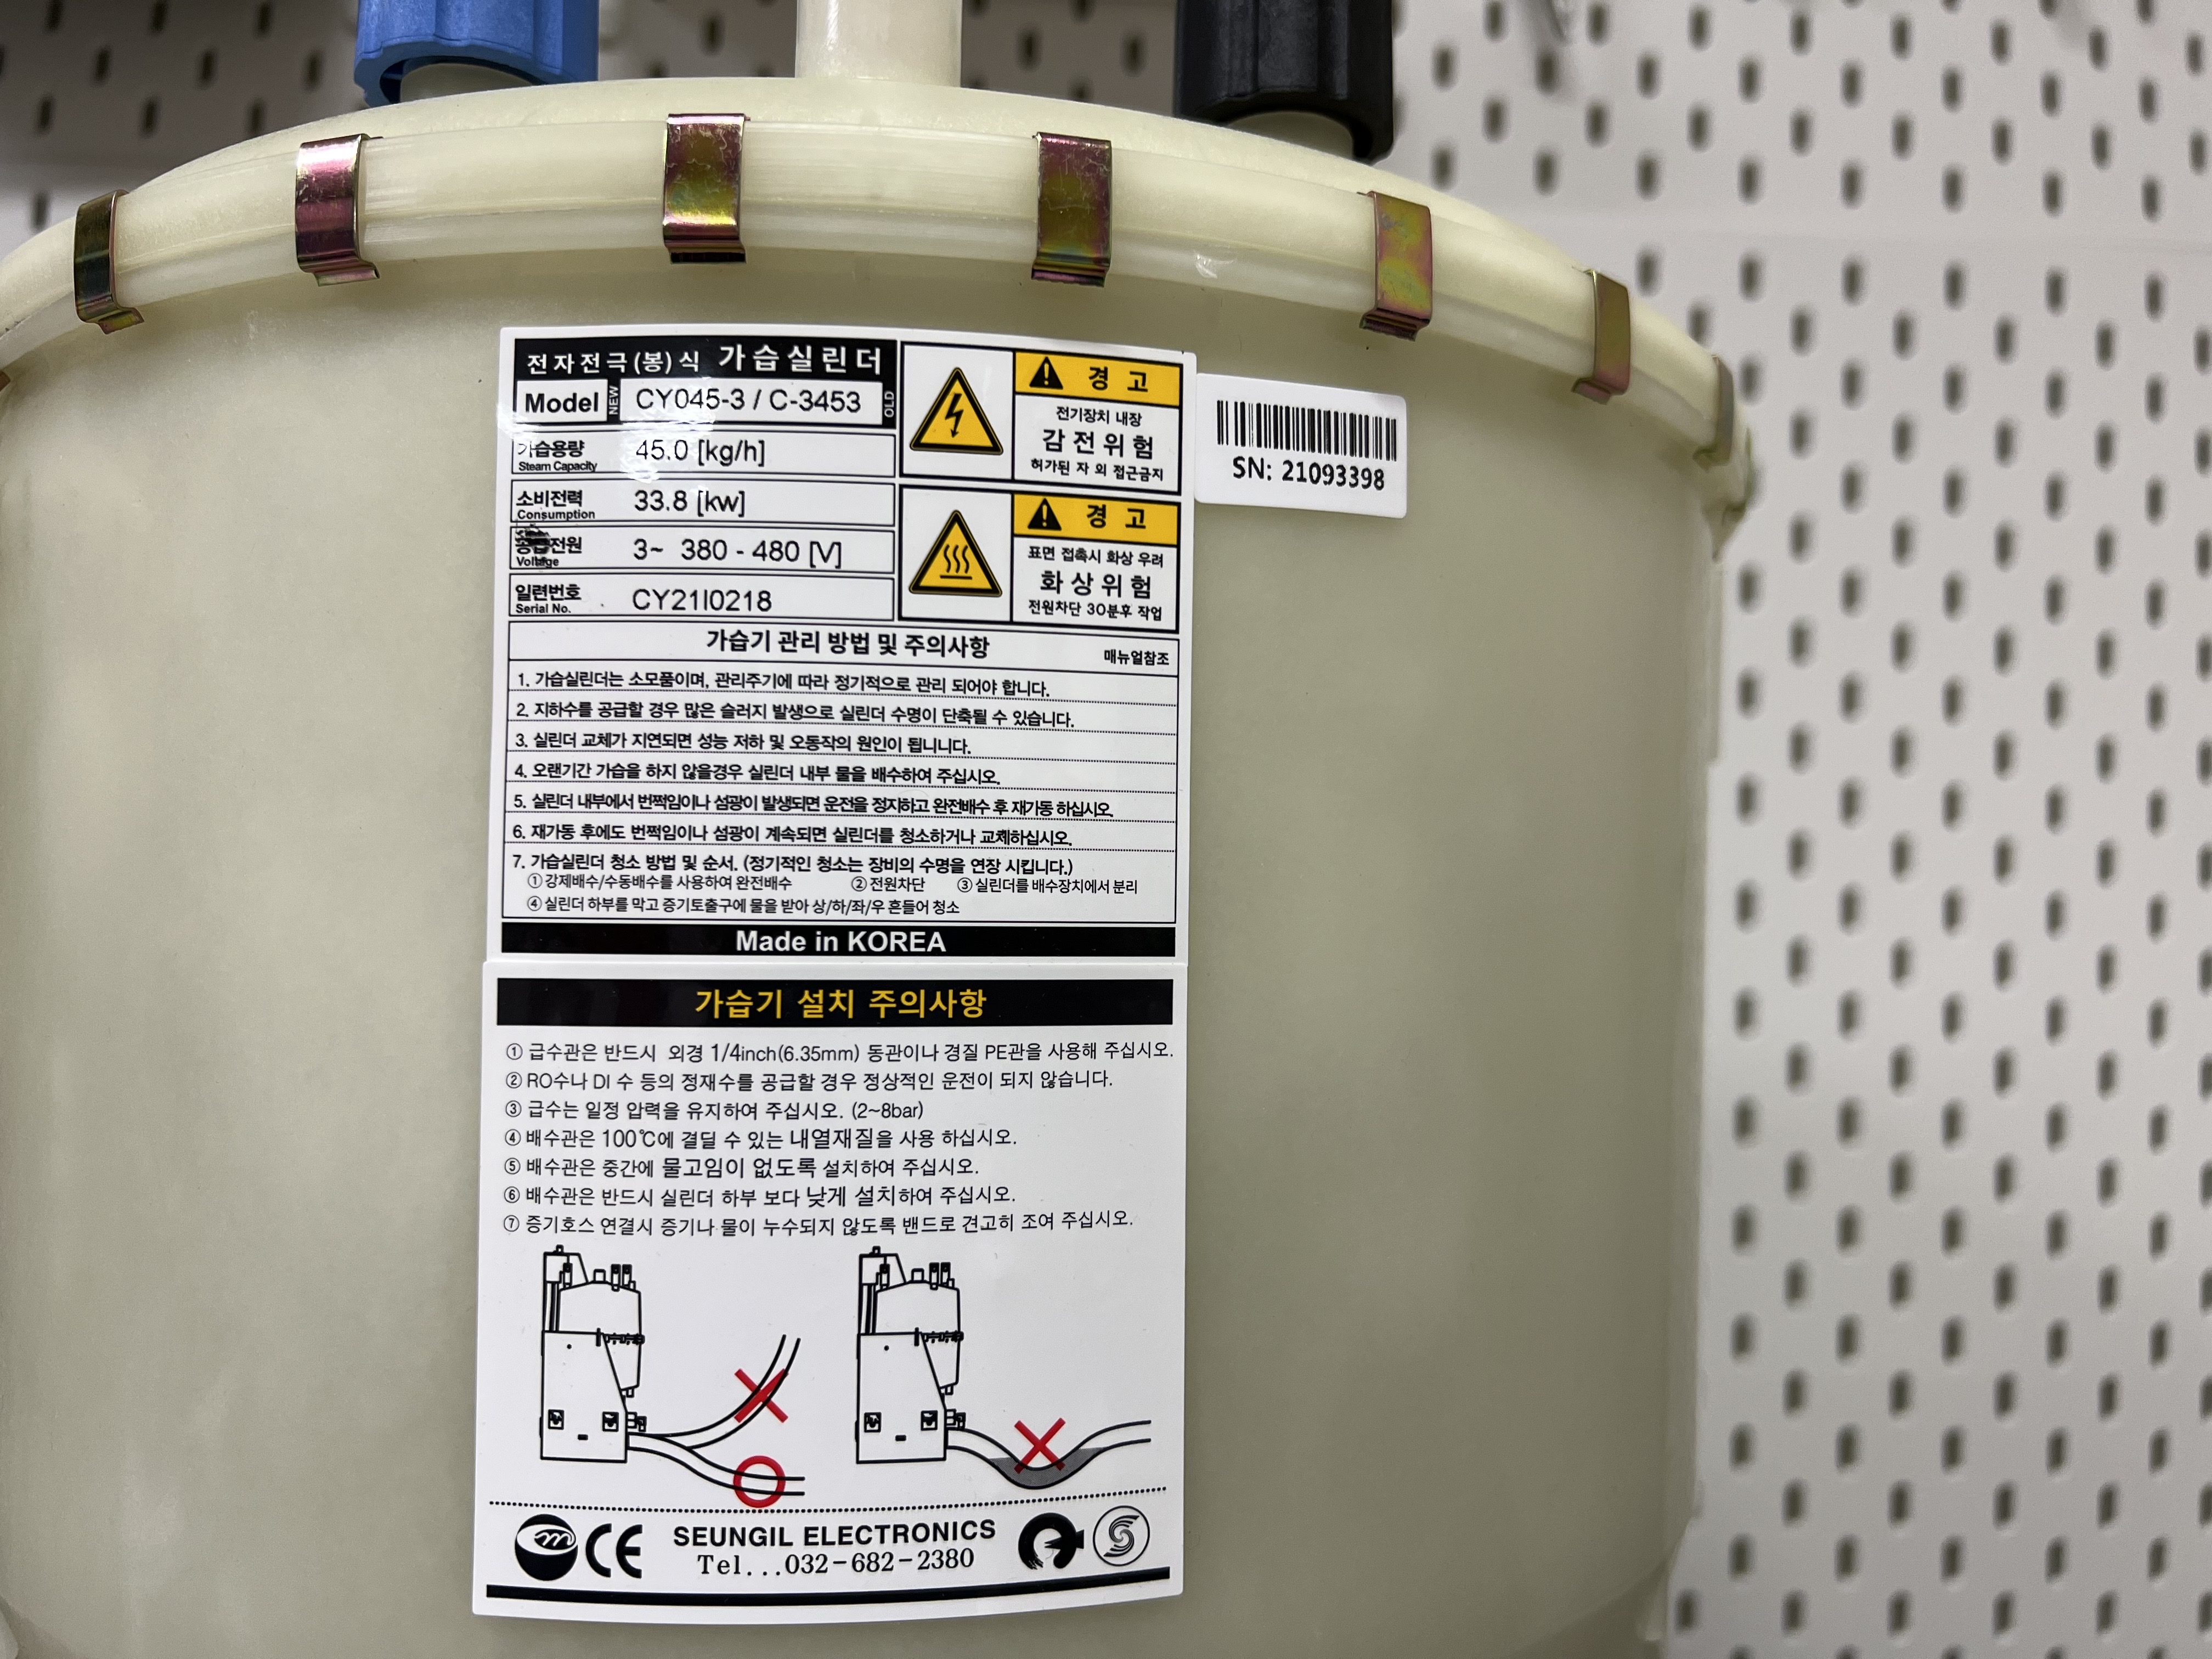 전자전극(봉)식 가습실린더
Model NEW CY045-3 / C-3453 OLD
가습용량 45.0 [kg/h]
Steam Capacity
소비전력 33.8 [kw]
Consumption
공급전원 3~ 380 - 480 [V]
Voltage
일련번호 CY21I0218
Serial No.
경 고
전기장치 내장
감전위험
허가된 자 외 접근금지
경 고
표면 접촉시 화상 우려
화상위험
전원차단 30분후 작업
SN: 21093398
가습기 관리 방법 및 주의사항 매뉴얼참조
1. 가습실린더는 소모품이며, 관리주기에 따라 정기적으로 관리 되어야 합니다.
2. 지하수를 공급할 경우 많은 슬러지 발생으로 실린더 수명이 단축될 수 있습니다.
3. 실린더 교체가 지연되면 성능 저하 및 오동작의 원인이 됩니니다.
4. 오랜기간 가습을 하지 않을경우 실린더 내부 물을 배수하여 주십시오.
5. 실린더 내부에서 번쩍임이나 섬광이 발생되면 운전을 정지하고 완전배수 후 재가동 하십시오.
6. 재가동 후에도 번쩍임이나 섬광이 계속되면 실린더를 청소하거나 교체하십시오.
7. 가습실린더 청소 방법 및 순서. (정기적인 청소는 장비의 수명을 연장 시킵니다.)
① 강제배수/수동배수를 사용하여 완전배수 ② 전원차단 ③ 실린더를 배수장치에서 분리
④ 실린더 하부를 막고 증기토출구에 물을 받아 상/하/좌/우 흔들어 청소
Made in KOREA
가습기 설치 주의사항
① 급수관은 반드시 외경 1/4inch(6.35mm) 동관이나 경질 PE관을 사용해 주십시오.
② RO수나 DI 수 등의 정재수를 공급할 경우 정상적인 운전이 되지 않습니다.
③ 급수는 일정 압력을 유지하여 주십시오. (2~8bar)
④ 배수관은 100℃에 결딜 수 있는 내열재질을 사용 하십시오.
⑤ 배수관은 중간에 물고임이 없도록 설치하여 주십시오.
⑥ 배수관은 반드시 실린더 하부 보다 낮게 설치하여 주십시오.
⑦ 증기호스 연결시 증기나 물이 누수되지 않도록 밴드로 견고히 조여 주십시오.
CE SEUNGIL ELECTRONICS
Tel...032-682-2380